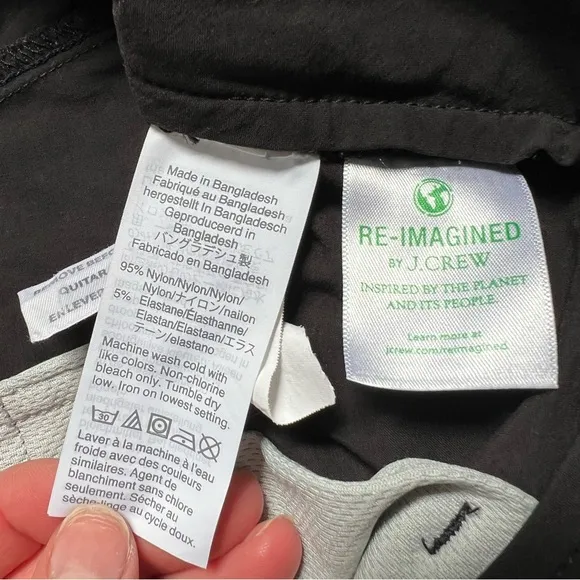 Made in Bangladesh
Fabriqué au Bangladesh
hergestellt in Bangladesch
Geproduceerd in
Bangladesh
バングラデシュ製
Fabricado en Bangladesh
95% Nylon/Nylon/Nylon/
Nylon/ナイロン/nailon
5% Elastane/Élasthanne/
Elastan/Elastaan/エラス
テーン/elastano
Machine wash cold with
like colors. Non-chlorine
bleach only. Tumble dry
low. Iron on lowest setting.
30
Laver à la machine à l'eau
froide avec des couleurs
similaires. Agent de
blanchiment sans chlore
seulement. Sécher au
sèche-linge au cycle doux.
QUITAR
RE-IMAGINED
BY J.CREW
INSPIRED BY THE PLANET
AND ITS PEOPLE.
Learn more at
jcrew.com/reimagined.